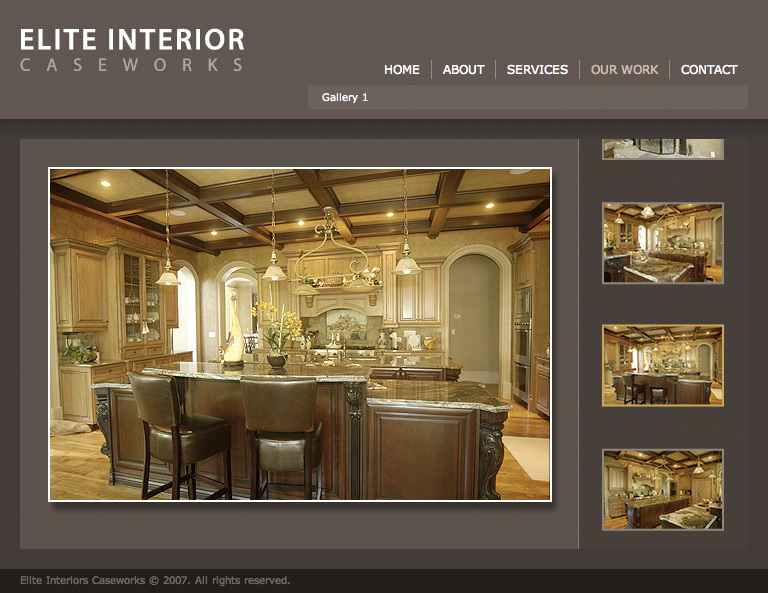 ELITE INTERIOR
CASEWORKS
HOME ABOUT SERVICES OUR WORK CONTACT
Gallery 1
Elite Interiors Caseworks © 2007. All rights reserved.